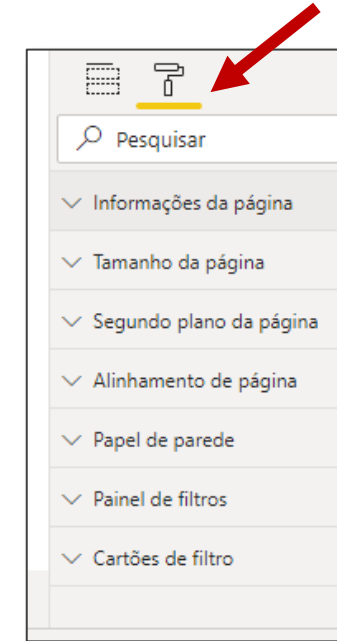 Pesquisar
Informações da página
Tamanho da página
Segundo plano da página
Alinhamento de página
Papel de parede
Painel de filtros
Cartões de filtro